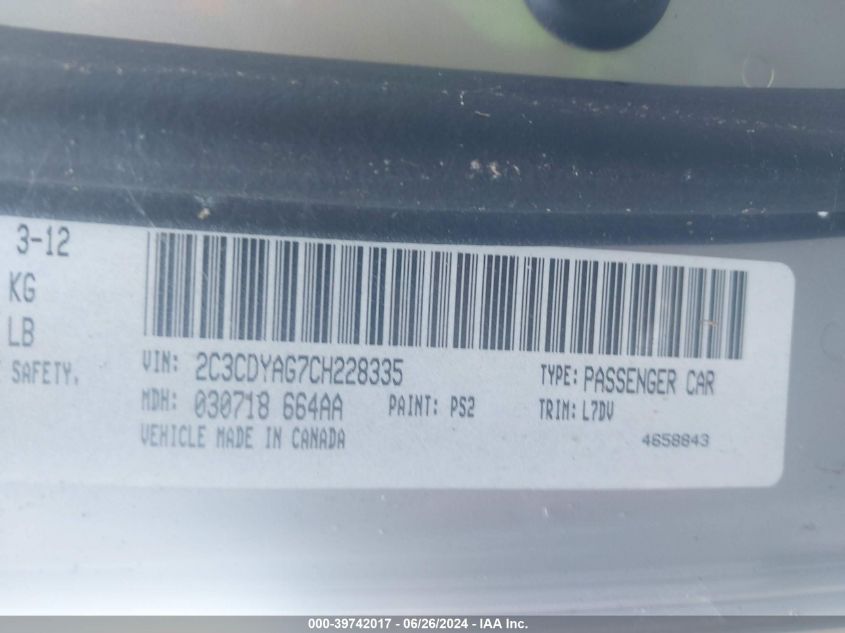 3-12
KG
LB
SAFETY.
VIN: 2C3CDYAG7CH228335 TYPE: PASSENGER CAR
MDH: 030718 664AA PAINT: PS2 TRIM: L7DV
VEHICLE MADE IN CANADA 4658843
000-39742017 - 06/26/2024 - IAA Inc.